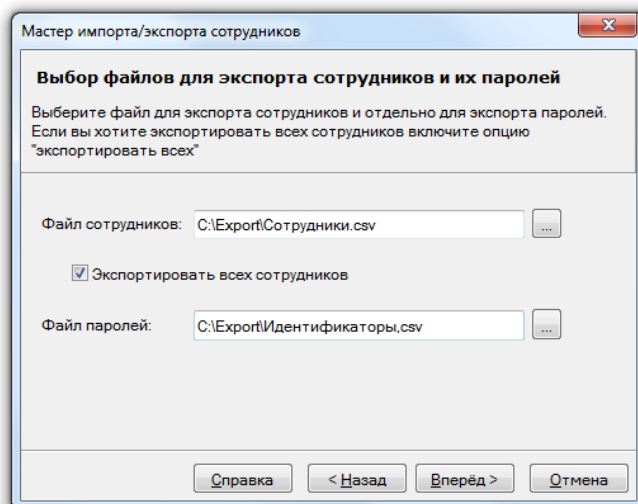 Мастер импорта/экспорта сотрудников
Выбор файлов для экспорта сотрудников и их паролей
Выберите файл для экспорта сотрудников и отдельно для экспорта паролей.
Если вы хотите экспортировать всех сотрудников включите опцию
"экспортировать всех"
Файл сотрудников: C:\Export\Сотрудники.csv ...
Экспортировать всех сотрудников
Файл паролей: C:\Export\Идентификаторы,csv ...
Справка < Назад Вперёд > Отмена